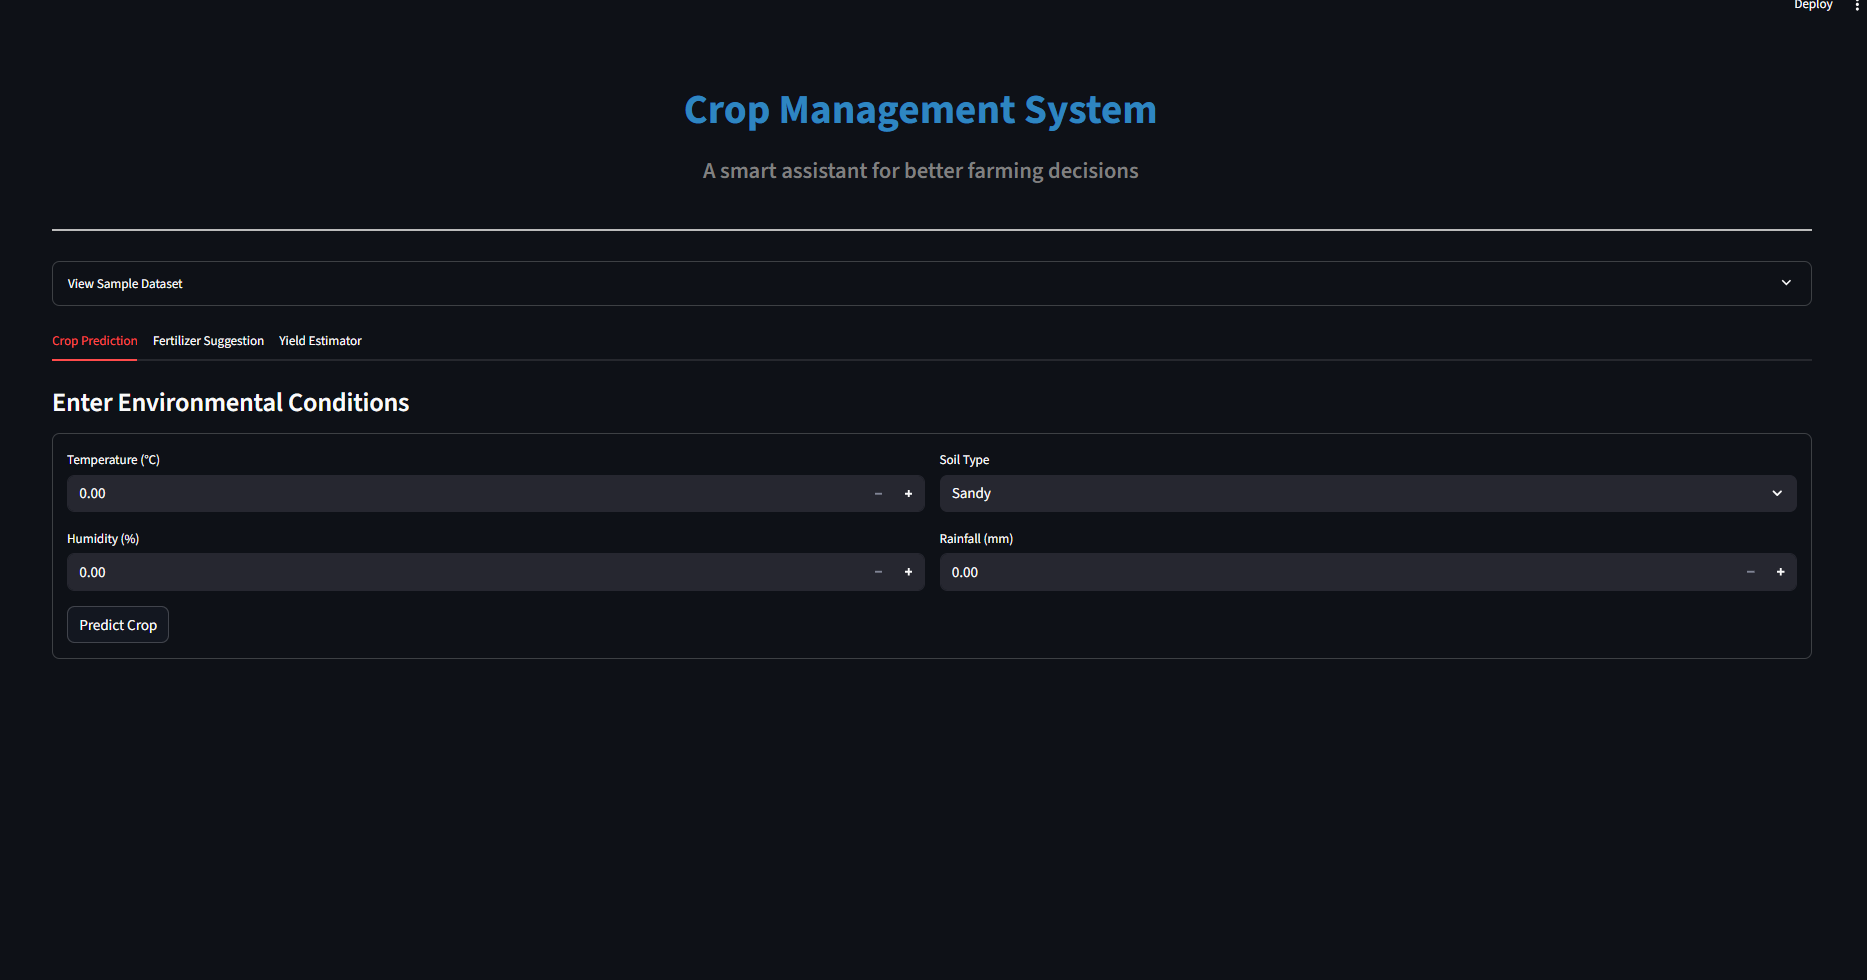 Deploy
Crop Management System
A smart assistant for better farming decisions
View Sample Dataset
Crop Prediction Fertilizer Suggestion Yield Estimator
Enter Environmental Conditions
Temperature (°C) Soil Type
0.00 − + Sandy
Humidity (%) Rainfall (mm)
0.00 − + 0.00 − +
Predict Crop